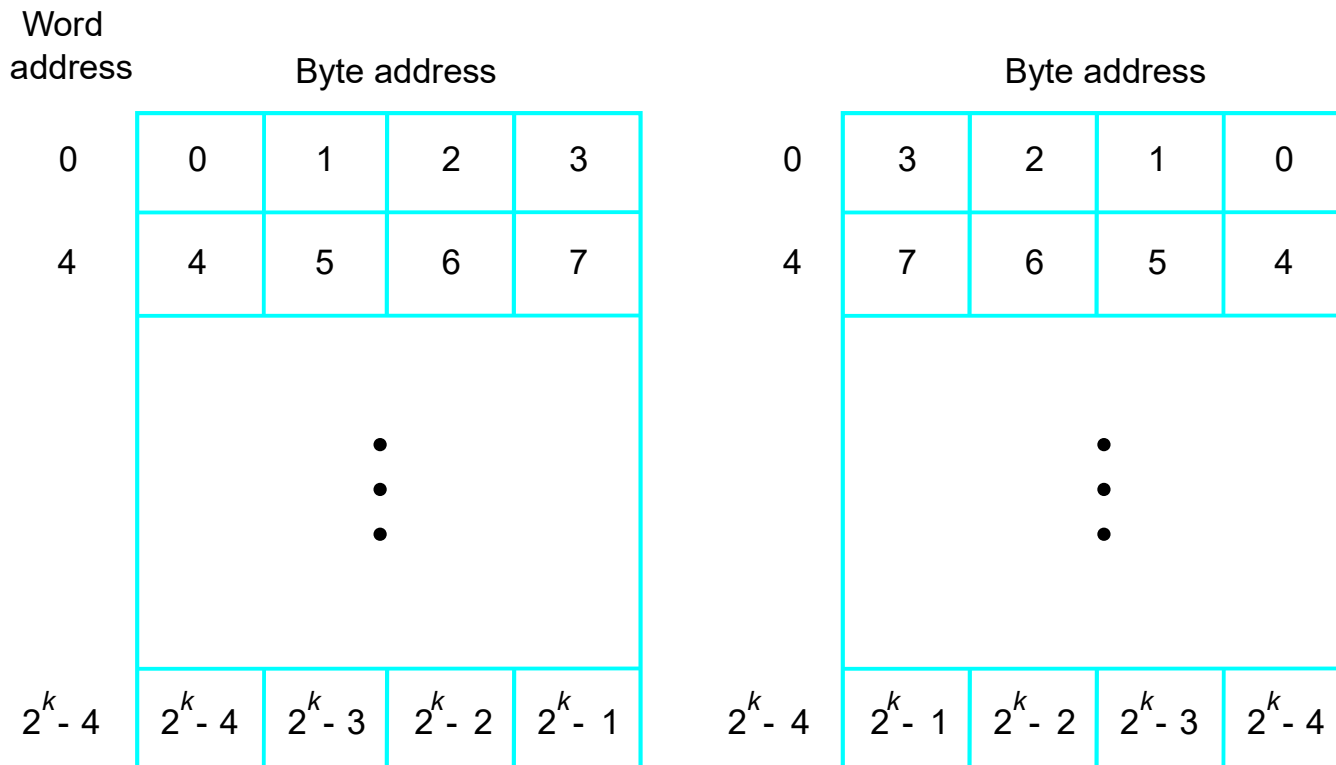 Word
address
Byte address
0 0 1 2 3
4 4 5 6 7
2^k - 4 2^k - 4 2^k - 3 2^k - 2 2^k - 1
Byte address
0 3 2 1 0
4 7 6 5 4
2^k - 4 2^k - 1 2^k - 2 2^k - 3 2^k - 4